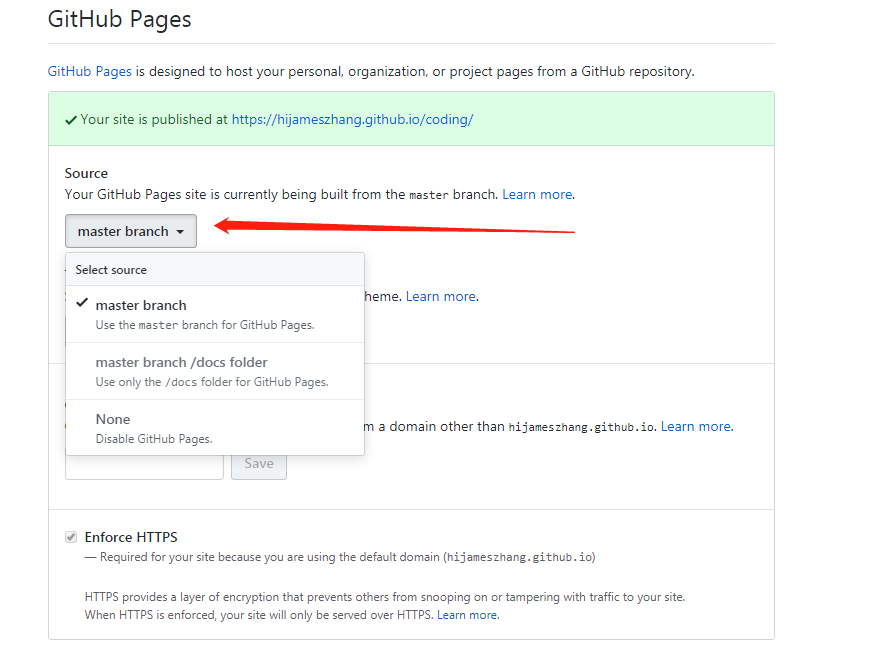 GitHub Pages
GitHub Pages is designed to host your personal, organization, or project pages from a GitHub repository.
Your site is published at https://hijameszhang.github.io/coding/
Source
Your GitHub Pages site is currently being built from the master branch. Learn more.
master branch
Select source
heme. Learn more.
master branch
Use the master branch for GitHub Pages.
master branch /docs folder
Use only the /docs folder for GitHub Pages.
None
m a domain other than hijameszhang.github.io. Learn more.
Disable GitHub Pages.
Save
Enforce HTTPS
— Required for your site because you are using the default domain (hijameszhang.github.io)
HTTPS provides a layer of encryption that prevents others from snooping on or tampering with traffic to your site.
When HTTPS is enforced, your site will only be served over HTTPS. Learn more.